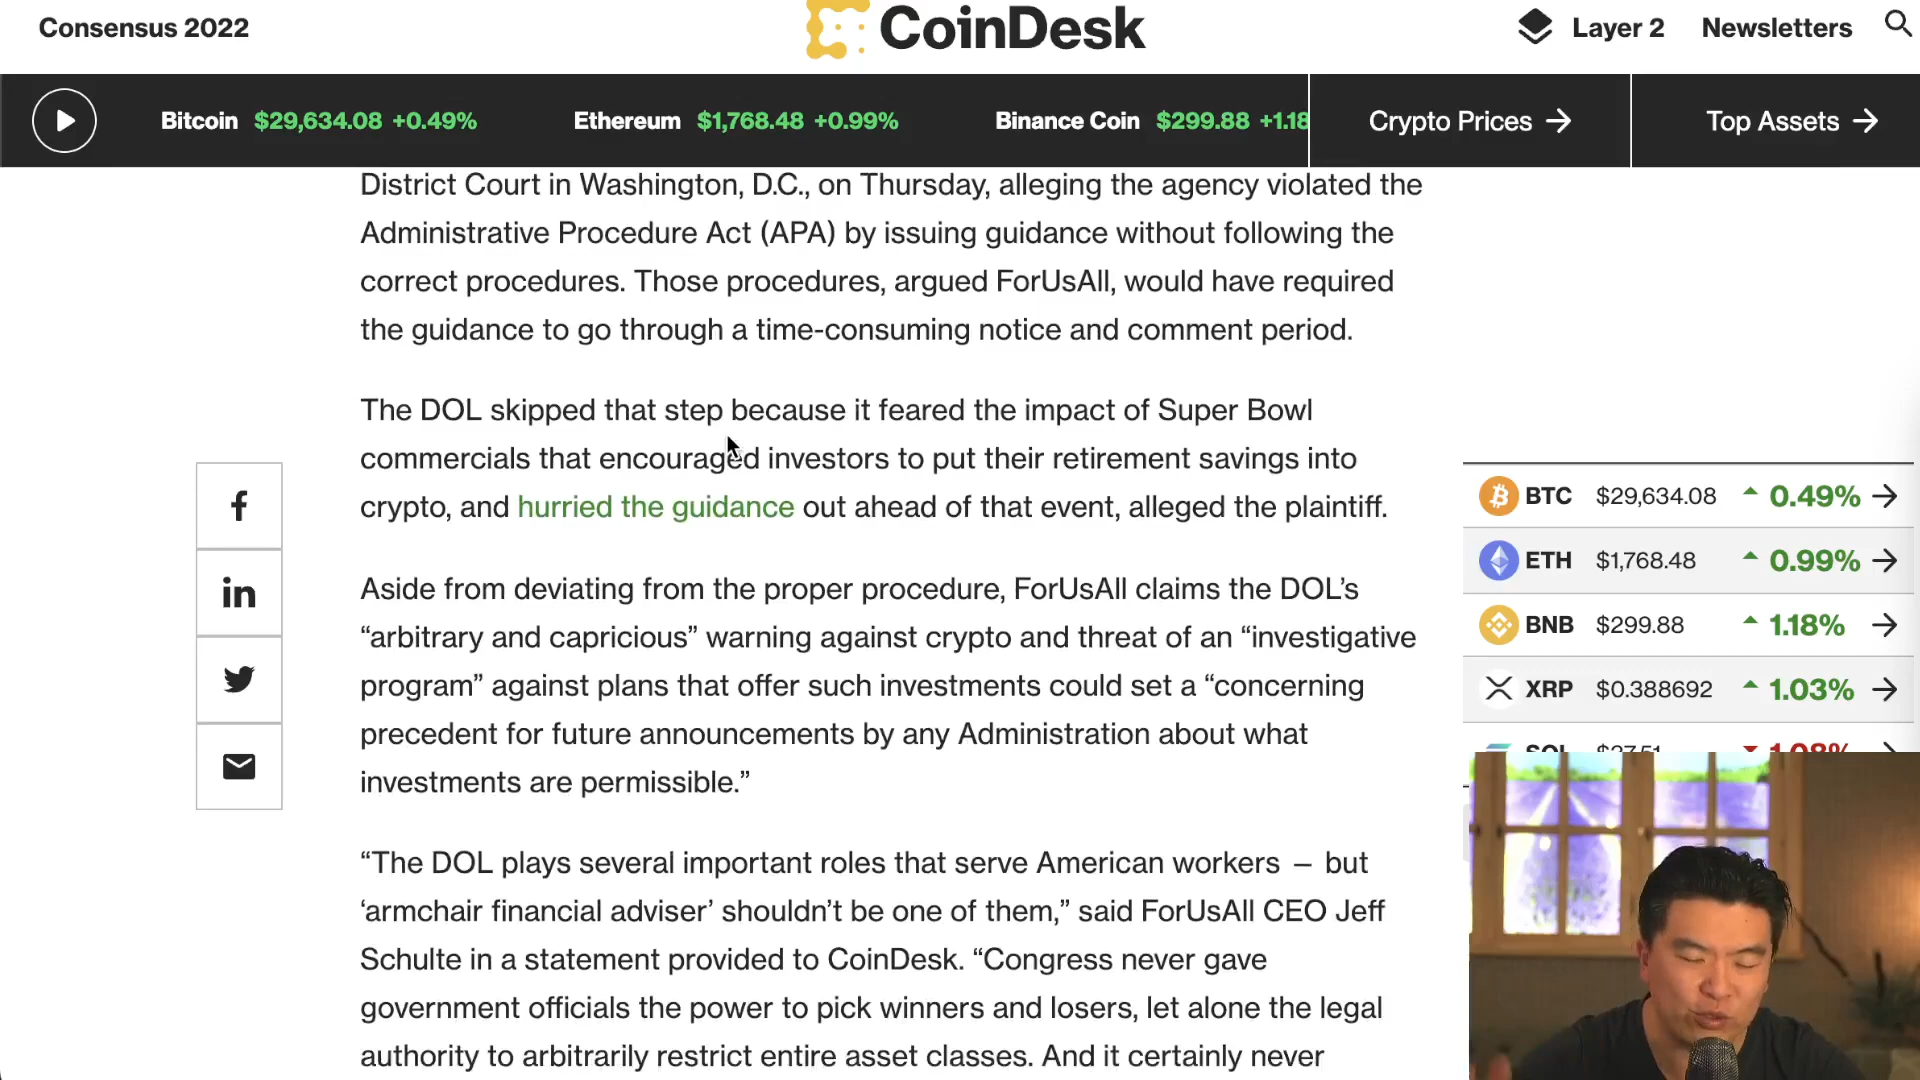 Consensus 2022
CoinDesk
Layer 2
Newsletters
Bitcoin $29,634.08 +0.49%
Ethereum $1,768.48 +0.99%
Binance Coin $299.88 +1.18
Crypto Prices →
Top Assets →
District Court in Washington, D.C., on Thursday, alleging the agency violated the
Administrative Procedure Act (APA) by issuing guidance without following the
correct procedures. Those procedures, argued ForUsAll, would have required
the guidance to go through a time-consuming notice and comment period.
The DOL skipped that step because it feared the impact of Super Bowl
commercials that encouraged investors to put their retirement savings into
crypto, and hurried the guidance out ahead of that event, alleged the plaintiff.
Aside from deviating from the proper procedure, ForUsAll claims the DOL’s
“arbitrary and capricious” warning against crypto and threat of an “investigative
program” against plans that offer such investments could set a “concerning
precedent for future announcements by any Administration about what
investments are permissible.”
“The DOL plays several important roles that serve American workers — but
‘armchair financial adviser’ shouldn’t be one of them,” said ForUsAll CEO Jeff
Schulte in a statement provided to CoinDesk. “Congress never gave
government officials the power to pick winners and losers, let alone the legal
authority to arbitrarily restrict entire asset classes. And it certainly never
BTC $29,634.08 0.49% →
ETH $1,768.48 0.99% →
BNB $299.88 1.18% →
XRP $0.388692 1.03% →
SOL $37.51 1.08%